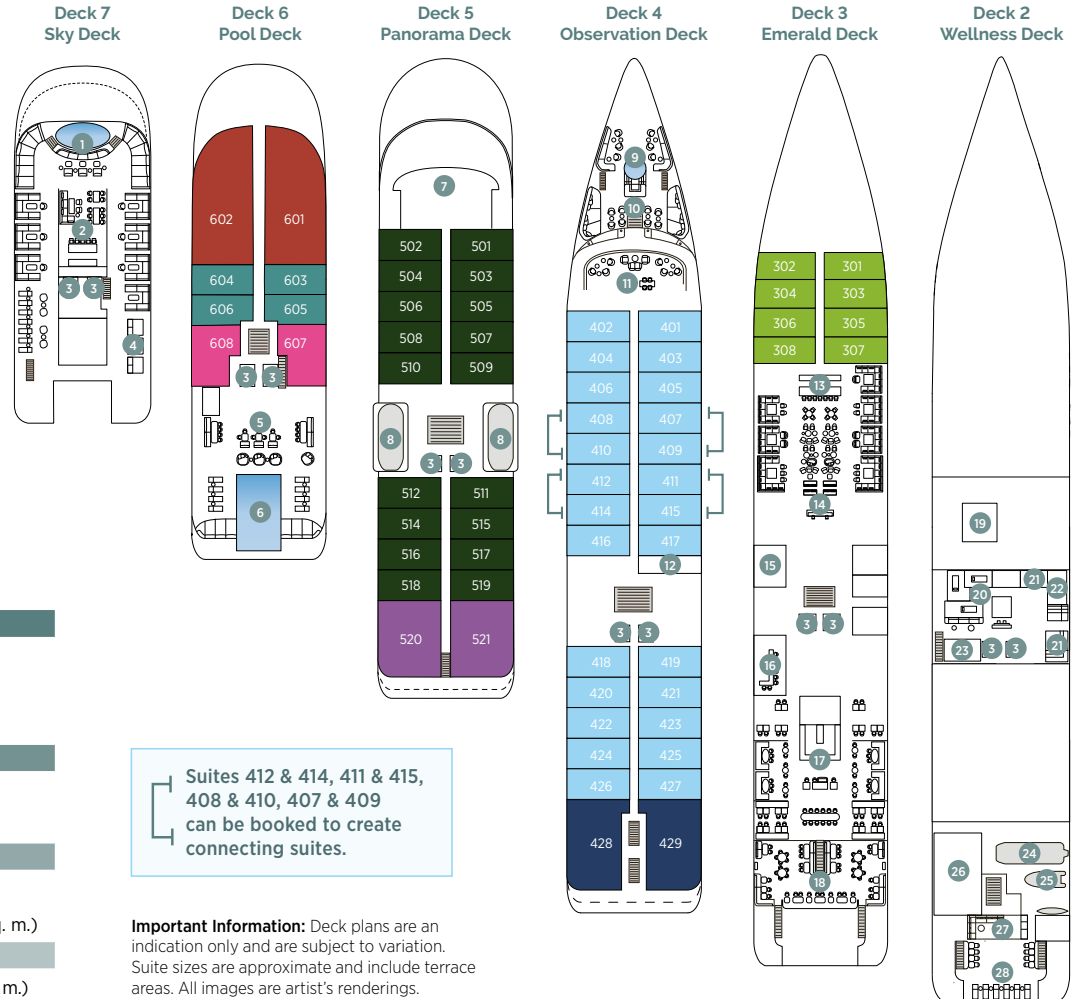 Deck 7
Sky Deck
Deck 6
Pool Deck
Deck 5
Panorama Deck
Deck 4
Observation Deck
Deck 3
Emerald Deck
Deck 2
Wellness Deck
1
2
3 3
4
602 601
604 603
606 605
608 607
3 3
5
6
7
502 501
504 503
506 505
508 507
510 509
8 8
3 3
512 511
514 515
516 517
518 519
520 521
9
10
11
402 401
404 403
406 405
408 407
410 409
412 411
414 415
416 417
12
3 3
418 419
420 421
422 423
424 425
426 427
428 429
302 301
304 303
306 305
308 307
13
14
15
3 3
16
17
18
19
21
20 22
23 3 3 21
24
26 25
27
28
Suites 412 & 414, 411 & 415,
408 & 410, 407 & 409
can be booked to create
connecting suites.
Important Information: Deck plans are an
indication only and are subject to variation.
Suite sizes are approximate and include terrace
areas. All images are artist's renderings.
. m.)
m.)